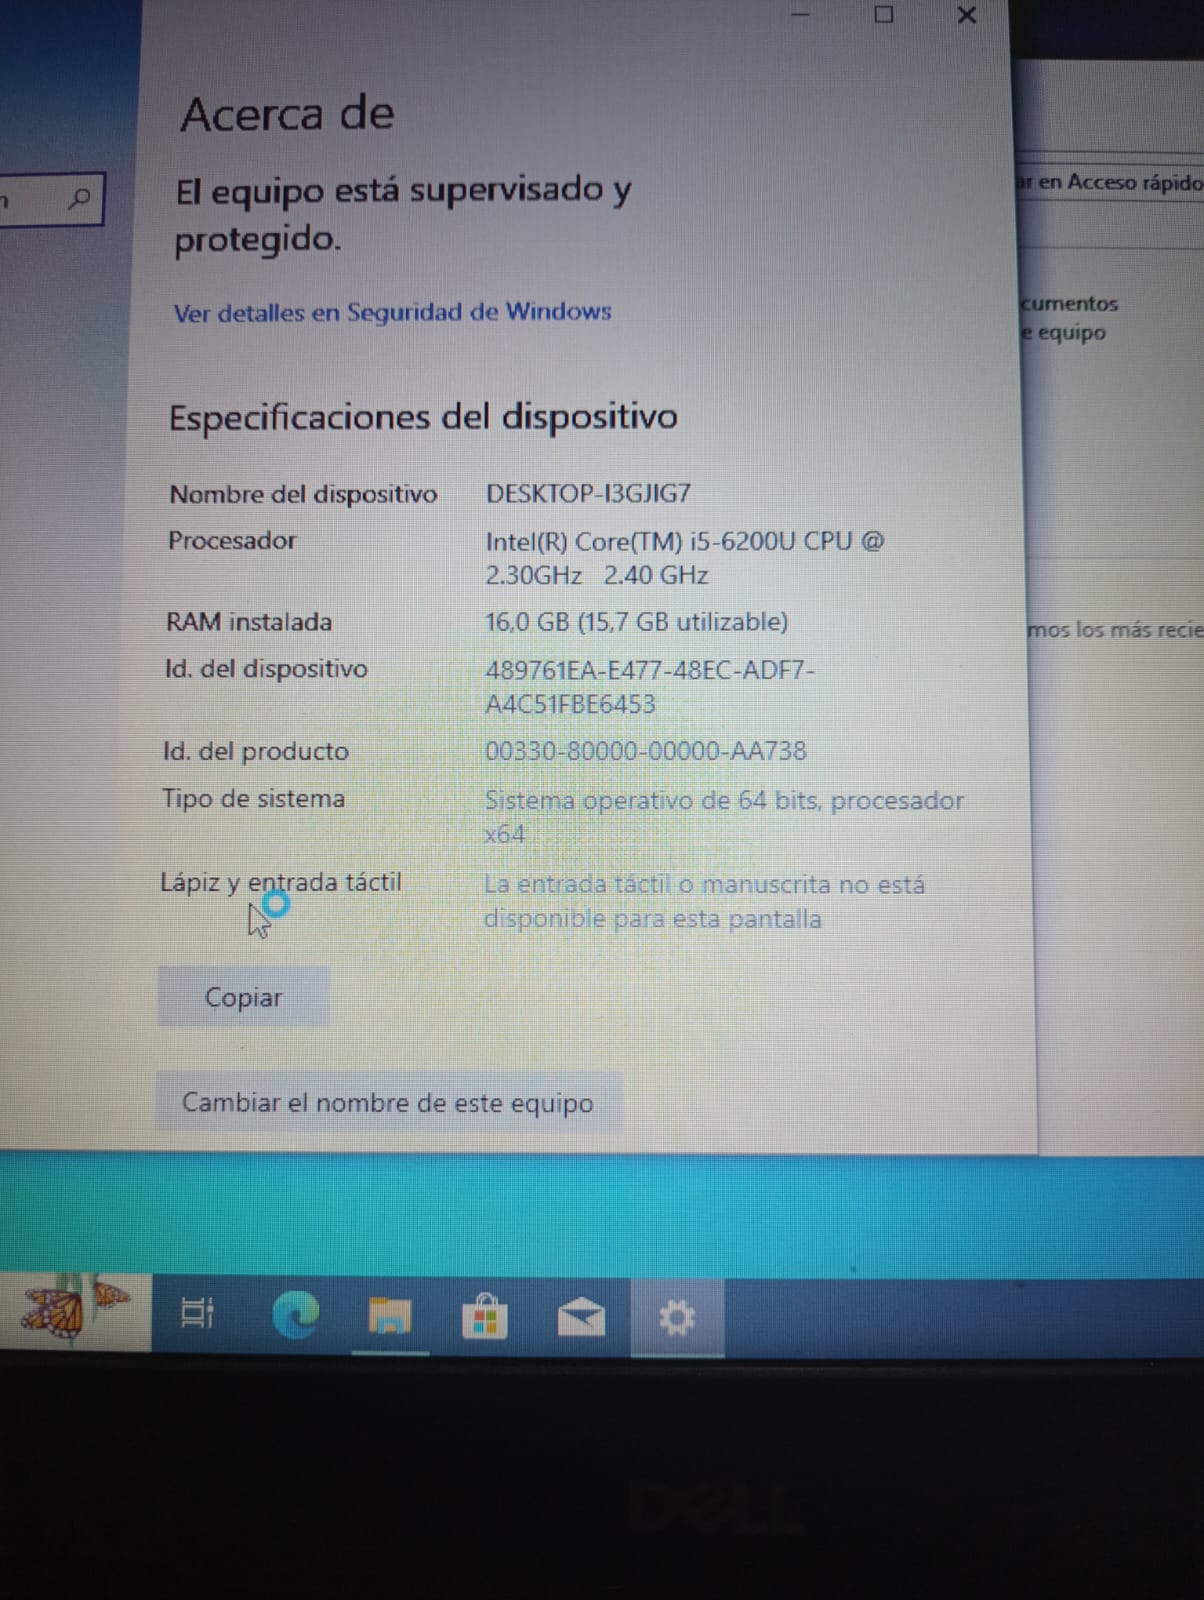 Acerca de
El equipo está supervisado y
protegido.
Ver detalles en Seguridad de Windows
Especificaciones del dispositivo
Nombre del dispositivo DESKTOP-I3GJIG7
Procesador Intel(R) Core(TM) i5-6200U CPU @
2.30GHz 2.40 GHz
RAM instalada 16,0 GB (15,7 GB utilizable)
Id. del dispositivo 489761EA-E477-48EC-ADF7-
A4C51FBE6453
Id. del producto 00330-80000-00000-AA738
Tipo de sistema Sistema operativo de 64 bits, procesador
x64
Lápiz y entrada táctil La entrada táctil o manuscrita no está
disponible para esta pantalla
Copiar
Cambiar el nombre de este equipo
ar en Acceso rápido
cumentos
e equipo
mos los más recie
DELL